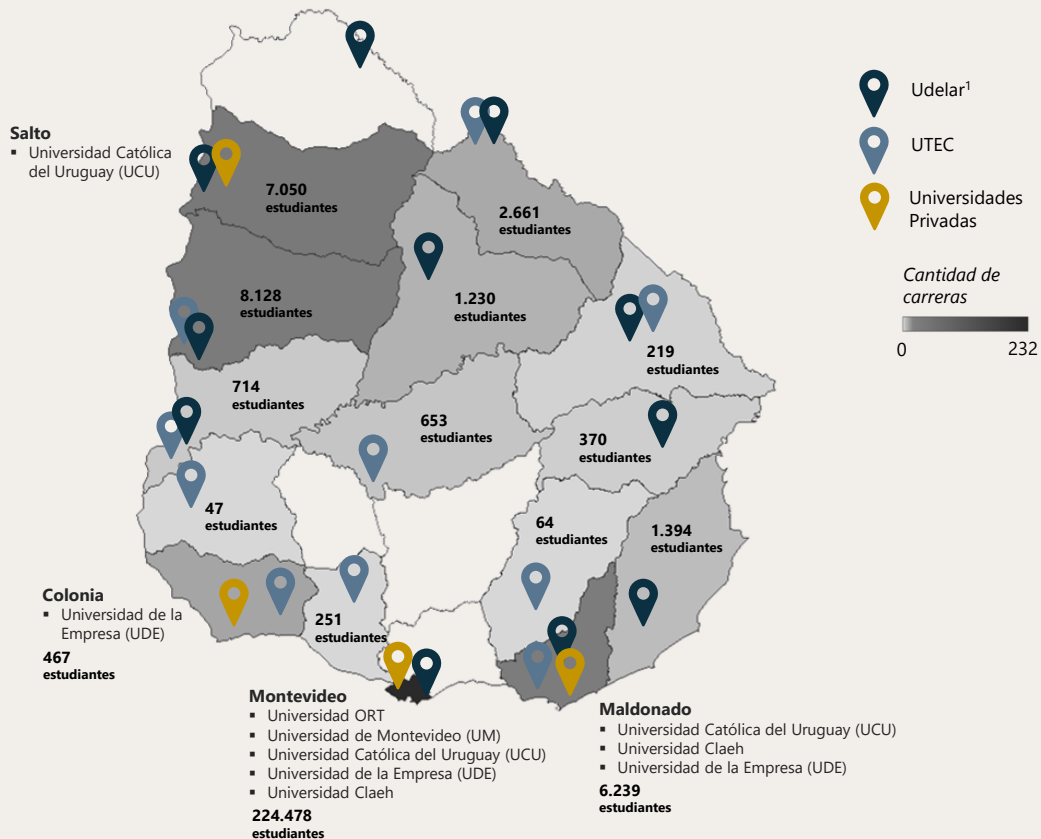 Udelar¹
UTEC
Universidades
Privadas
Cantidad de
carreras
0
232
Salto
▪ Universidad Católica
del Uruguay (UCU)
7.050
estudiantes
2.661
estudiantes
8.128
estudiantes
1.230
estudiantes
219
estudiantes
714
estudiantes
653
estudiantes
370
estudiantes
47
estudiantes
64
estudiantes
1.394
estudiantes
Colonia
▪ Universidad de la
Empresa (UDE)
467
estudiantes
251
estudiantes
Montevideo
▪ Universidad ORT
▪ Universidad de Montevideo (UM)
▪ Universidad Católica del Uruguay (UCU)
▪ Universidad de la Empresa (UDE)
▪ Universidad Claeh
224.478
estudiantes
Maldonado
▪ Universidad Católica del Uruguay (UCU)
▪ Universidad Claeh
▪ Universidad de la Empresa (UDE)
6.239
estudiantes